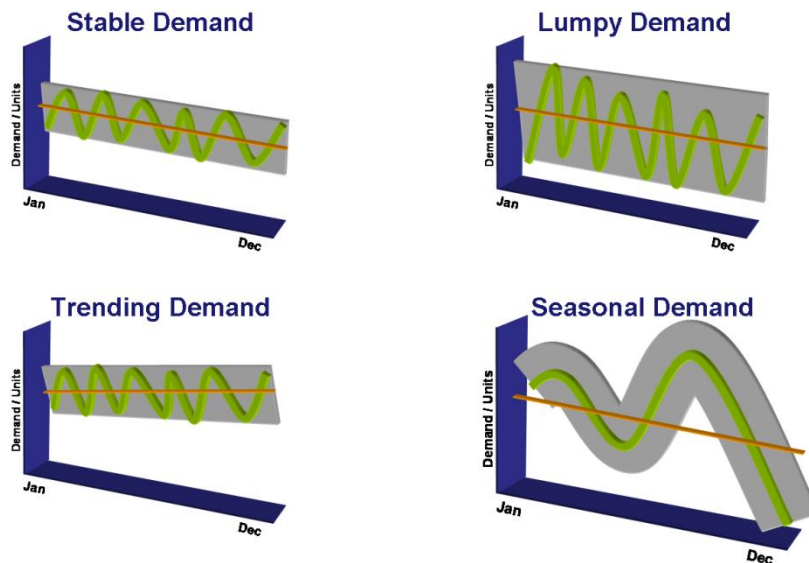 Stable Demand
Demand / Units
Jan
Dec
Lumpy Demand
Demand / Units
Jan
Dec
Trending Demand
Demand / Units
Jan
Dec
Seasonal Demand
Demand / Units
Jan
Dec